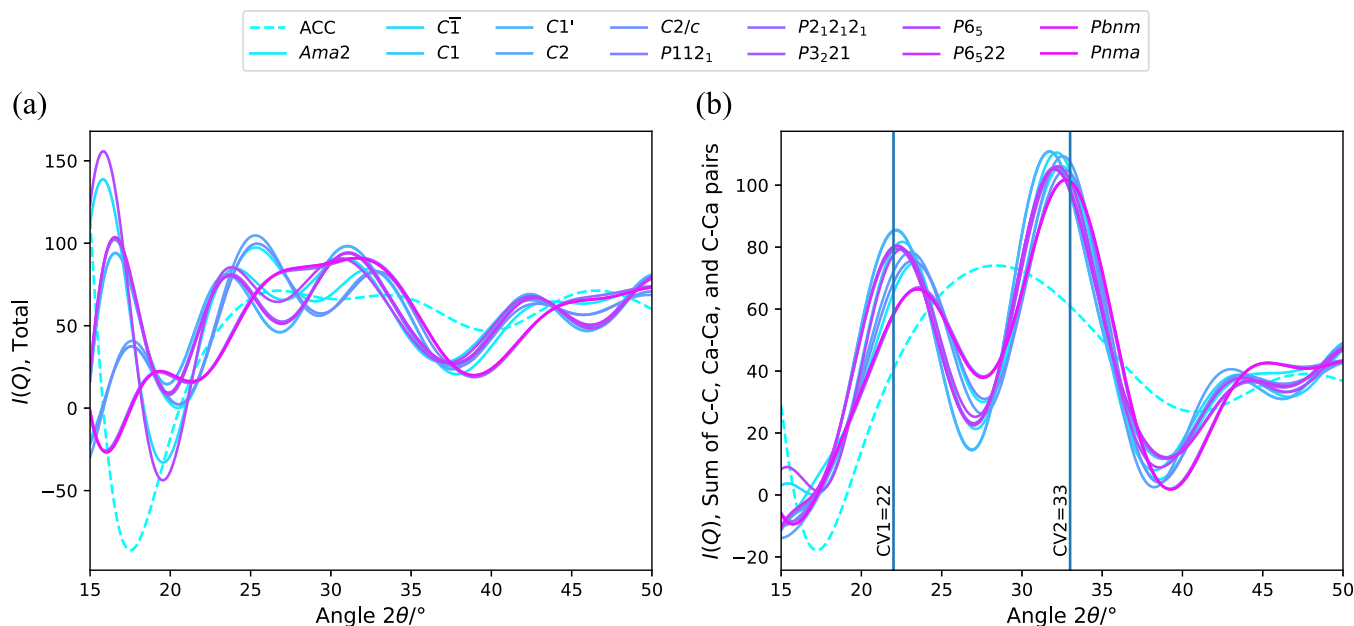 ACC C1̅ C1' C2/c P2₁2₁2₁ P6₅ Pbnm
Ama2 C1 C2 P112₁ P3₂21 P6₅22 Pnma
(a)
I(Q), Total
150
100
50
0
−50
15 20 25 30 35 40 45 50
Angle 2θ/°
(b)
I(Q), Sum of C-C, Ca-Ca, and C-Ca pairs
100
80
60
40
20
0
−20
CV1=22
CV2=33
15 20 25 30 35 40 45 50
Angle 2θ/°